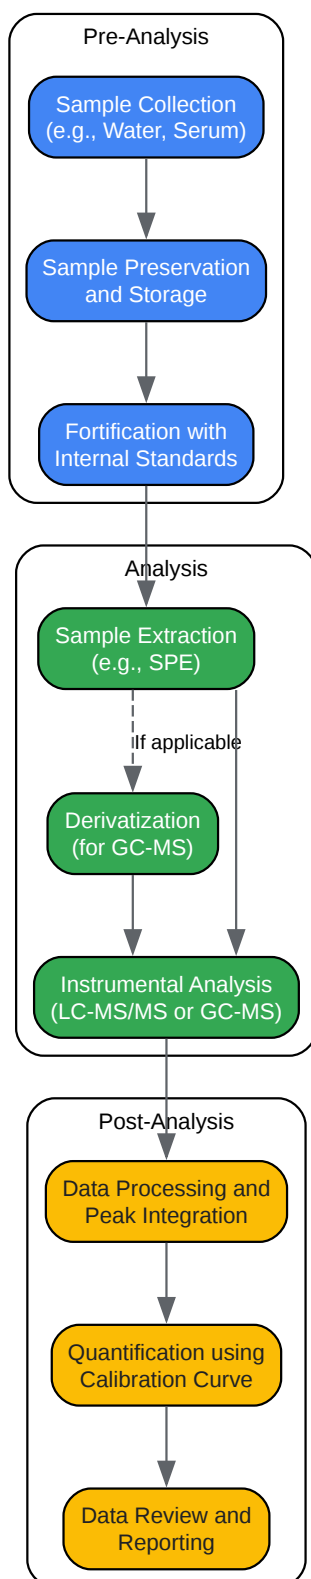 Pre-Analysis
Sample Collection
(e.g., Water, Serum)
Sample Preservation
and Storage
Fortification with
Internal Standards
Analysis
Sample Extraction
(e.g., SPE)
If applicable
Derivatization
(for GC-MS)
Instrumental Analysis
(LC-MS/MS or GC-MS)
Post-Analysis
Data Processing and
Peak Integration
Quantification using
Calibration Curve
Data Review and
Reporting